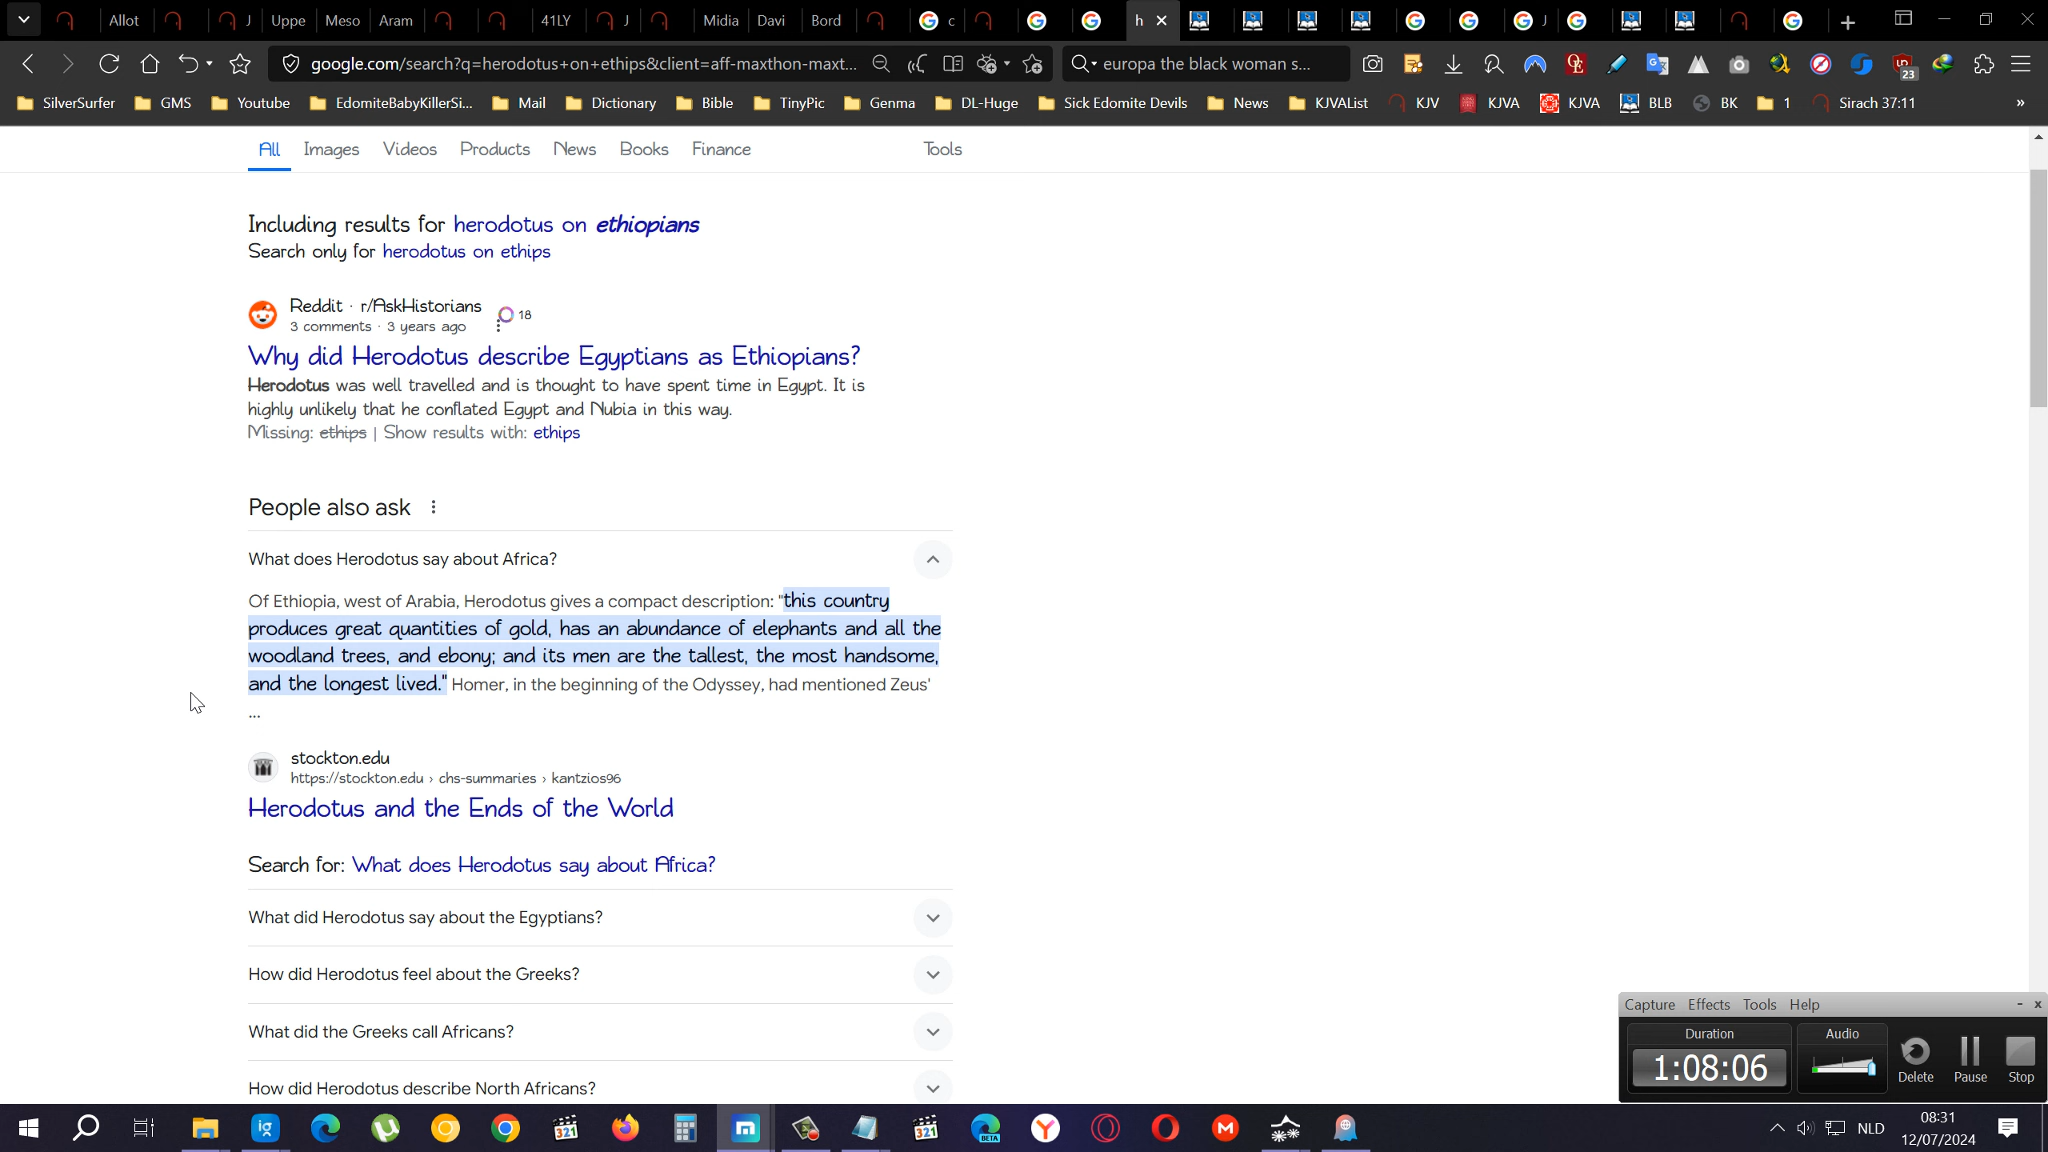 Allot J Uppe Meso Aram 41LY J Midia Davi Bord c h J
google.com/search?q=herodotus+on+ethips&client=aff-maxthon-maxt...
europa the black woman s...
23
SilverSurfer GMS Youtube EdomiteBabyKillerSi... Mail Dictionary Bible TinyPic Genma DL-Huge Sick Edomite Devils News KJVAList KJV KJVA KJVA BLB BK 1 Sirach 37:11 »
All Images Videos Products News Books Finance Tools
Including results for herodotus on ethiopians
Search only for herodotus on ethips
Reddit · r/AskHistorians
18
3 comments · 3 years ago
Why did Herodotus describe Egyptians as Ethiopians?
Herodotus was well travelled and is thought to have spent time in Egypt. It is
highly unlikely that he conflated Egypt and Nubia in this way.
Missing: ethips | Show results with: ethips
People also ask
What does Herodotus say about Africa?
Of Ethiopia, west of Arabia, Herodotus gives a compact description: "this country
produces great quantities of gold, has an abundance of elephants and all the
woodland trees, and ebony; and its men are the tallest, the most handsome,
and the longest lived." Homer, in the beginning of the Odyssey, had mentioned Zeus'
...
stockton.edu
https://stockton.edu › chs-summaries › kantzios96
Herodotus and the Ends of the World
Search for: What does Herodotus say about Africa?
What did Herodotus say about the Egyptians?
How did Herodotus feel about the Greeks?
What did the Greeks call Africans?
How did Herodotus describe North Africans?
Capture Effects Tools Help - x
Duration Audio
1:08:06
Delete Pause Stop
ig 321 321 BETA NLD
08:31
12/07/2024